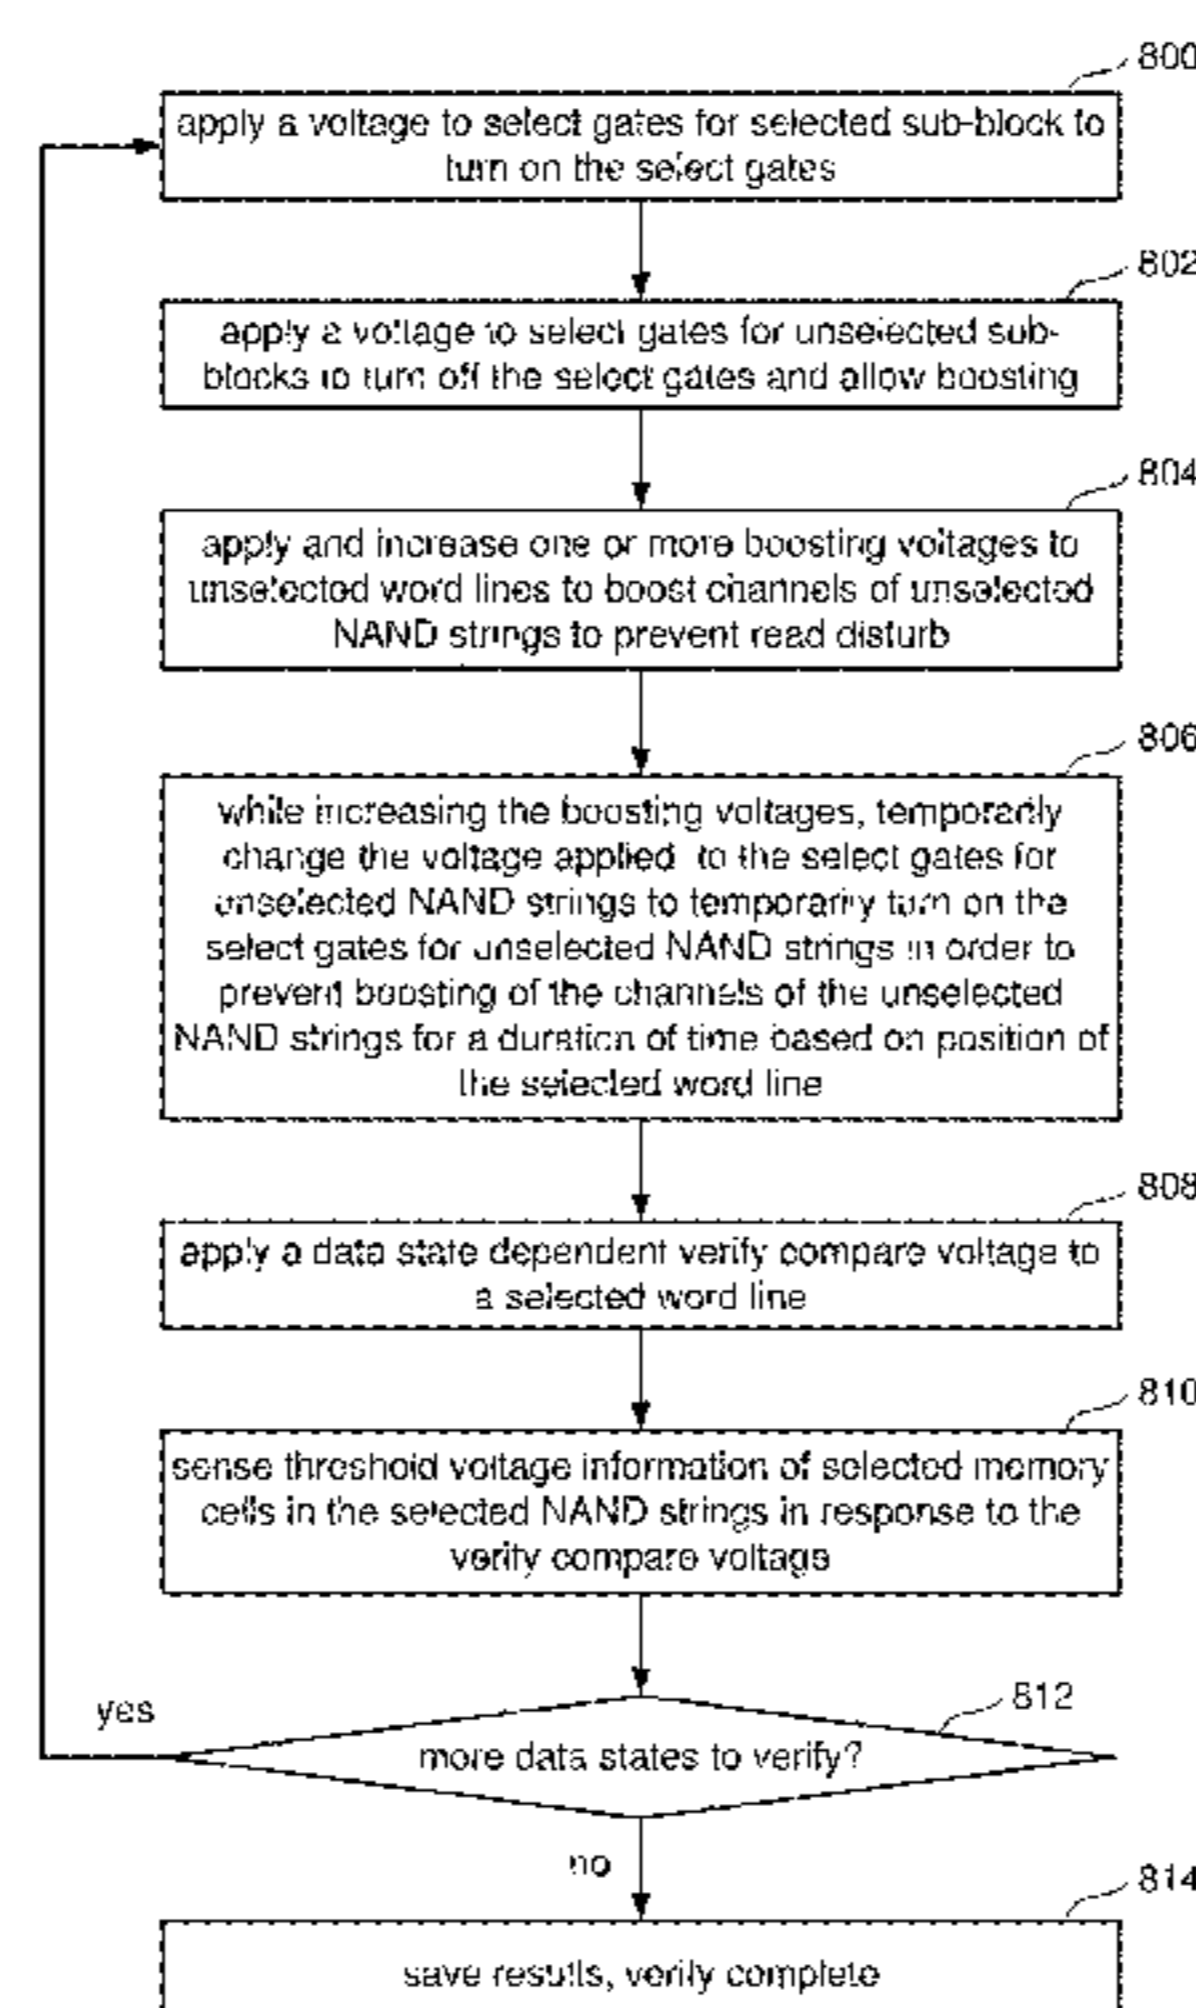 800
apply a voltage to select gates for selected sub-block to
turn on the select gates
802
apply a voltage to select gates for unselected sub-
blocks to turn off the select gates and allow boosting
804
apply and increase one or more boosting voltages to
unselected word lines to boost channels of unselected
NAND strings to prevent read disturb
806
while increasing the boosting voltages, temporarily
change the voltage applied to the select gates for
unselected NAND strings to temporarily turn on the
select gates for unselected NAND strings in order to
prevent boosting of the channels of the unselected
NAND strings for a duration of time based on position of
the selected word line
808
apply a data state dependent verify compare voltage to
a selected word line
810
sense threshold voltage information of selected memory
cells in the selected NAND strings in response to the
verify compare voltage
812
yes
more data states to verify?
no
814
save results, verify complete